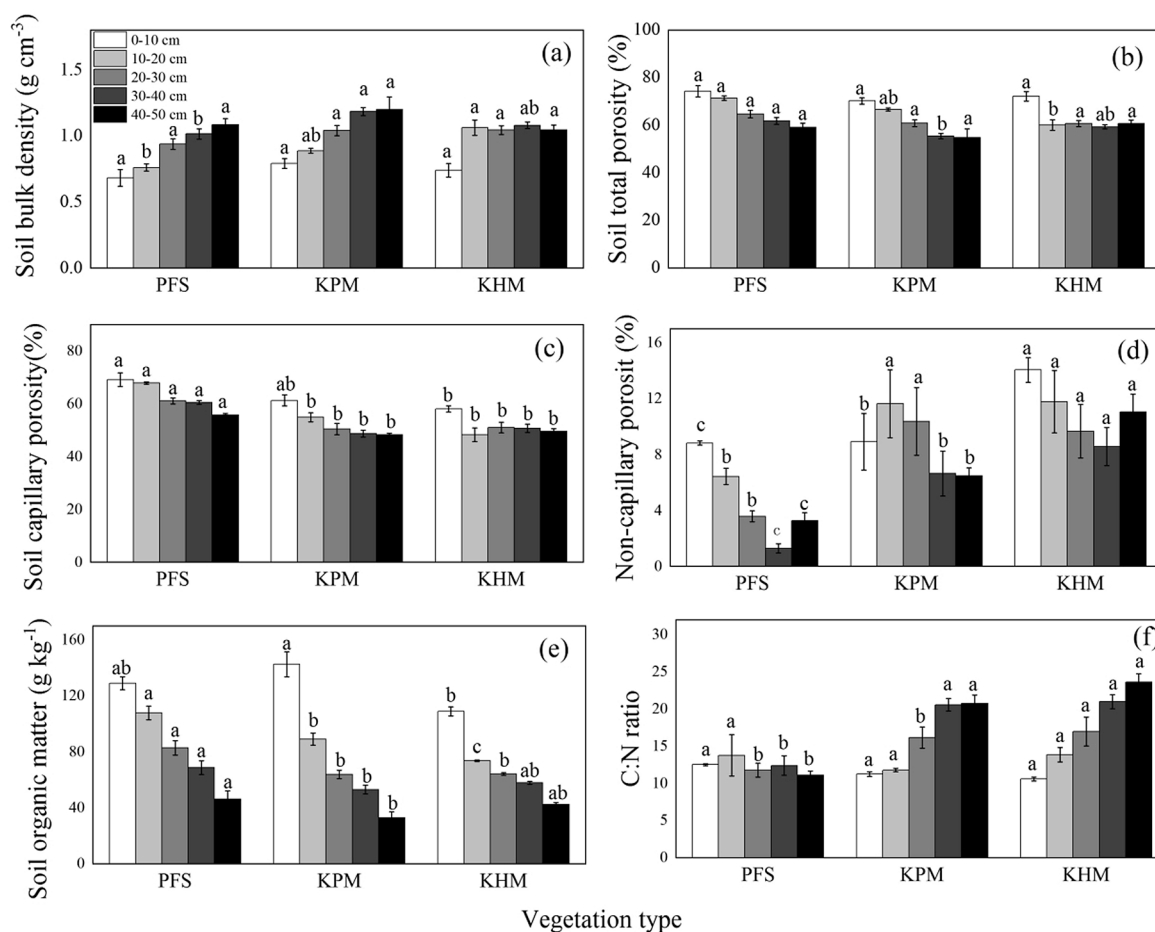 Soil bulk density (g cm⁻³)
1.5
1.0
0.5
0.0
0-10 cm
10-20 cm
20-30 cm
30-40 cm
40-50 cm
(a)
a b a b a
a ab a a a
a a a ab a
PFS KPM KHM
Soil total porosity (%)
100
80
60
40
20
0
(b)
a a a a a
a ab a b a
a b a ab a
PFS KPM KHM
Soil capillary porosity(%)
80
60
40
20
0
(c)
a a a a a
ab b b b b
b b b b b
PFS KPM KHM
Non-capillary porosit (%)
16
12
8
4
0
(d)
c b b c c
b a a b b
a a a a a
PFS KPM KHM
Soil organic matter (g kg⁻¹)
160
120
80
40
0
(e)
ab a a a a
a b b b b
b c b ab ab
PFS KPM KHM
C:N ratio
30
25
20
15
10
5
0
(f)
a a b b b
a a b a a
a a a a a
PFS KPM KHM
Vegetation type